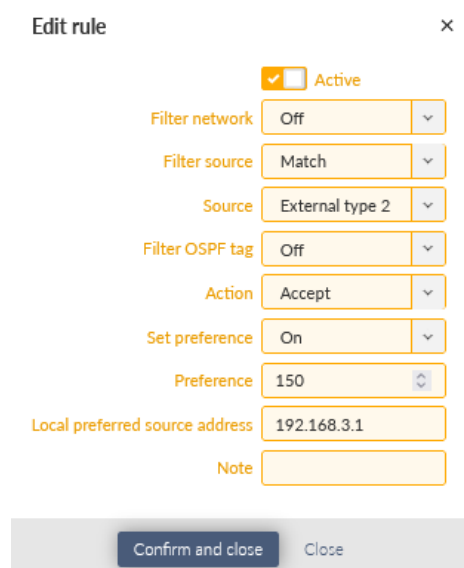 Edit rule ×
Active
Filter network Off
Filter source Match
Source External type 2
Filter OSPF tag Off
Action Accept
Set preference On
Preference 150
Local preferred source address 192.168.3.1
Note
Confirm and close Close